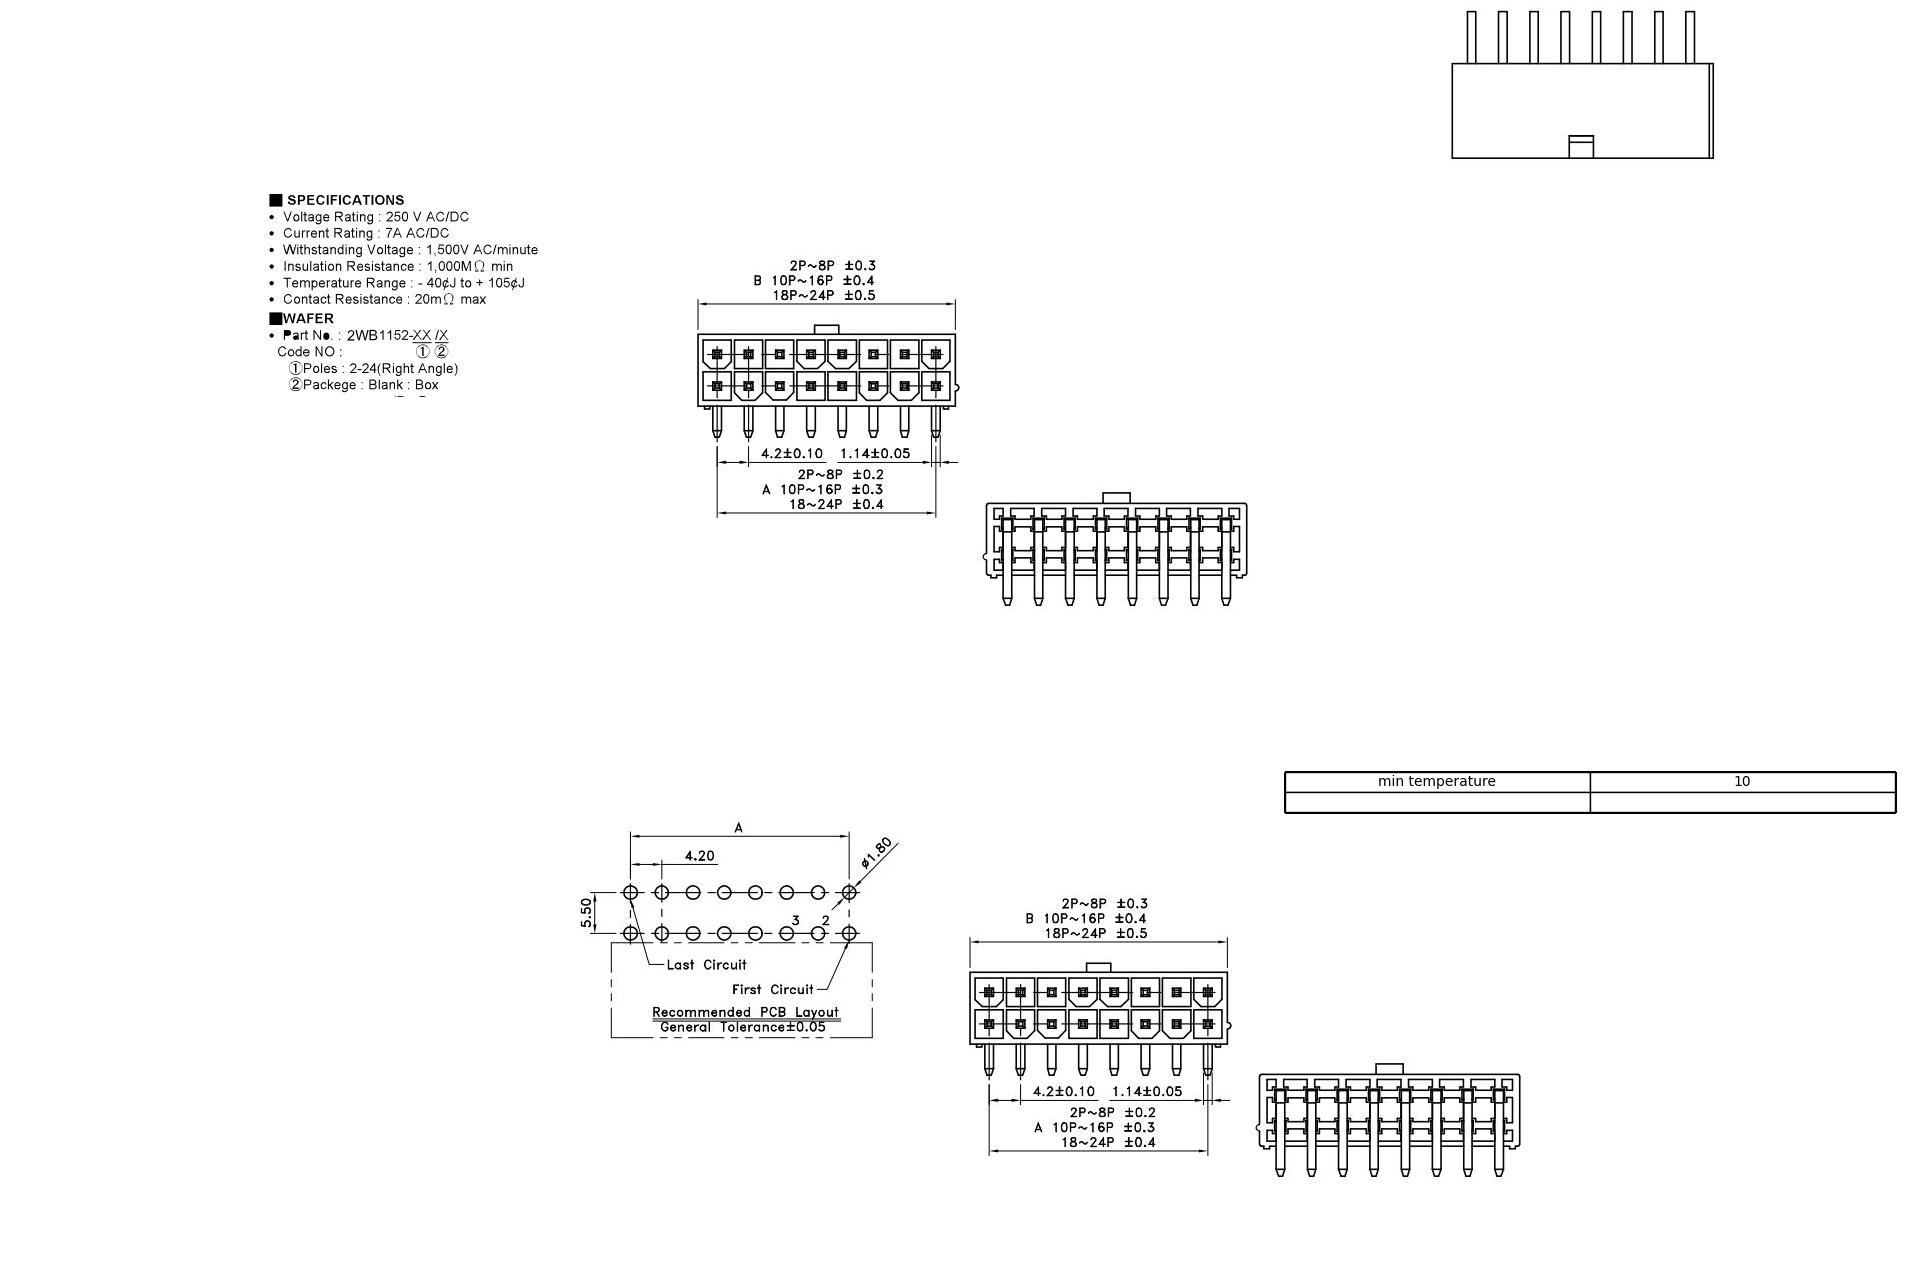 ■ SPECIFICATIONS
• Voltage Rating : 250 V AC/DC
• Current Rating : 7A AC/DC
• Withstanding Voltage : 1,500V AC/minute
• Insulation Resistance : 1,000MΩ min
• Temperature Range : - 40¢J to + 105¢J
• Contact Resistance : 20mΩ max
■WAFER
• Part No. : 2WB1152-XX /X
Code NO : ① ②
①Poles : 2-24(Right Angle)
②Packege : Blank : Box
2P~8P ±0.3
B 10P~16P ±0.4
18P~24P ±0.5
4.2±0.10 1.14±0.05
2P~8P ±0.2
A 10P~16P ±0.3
18~24P ±0.4
min temperature 10
A
4.20
ø1.80
5.50
3 2
Last Circuit
First Circuit
Recommended PCB Layout
General Tolerance±0.05
2P~8P ±0.3
B 10P~16P ±0.4
18P~24P ±0.5
4.2±0.10 1.14±0.05
2P~8P ±0.2
A 10P~16P ±0.3
18~24P ±0.4